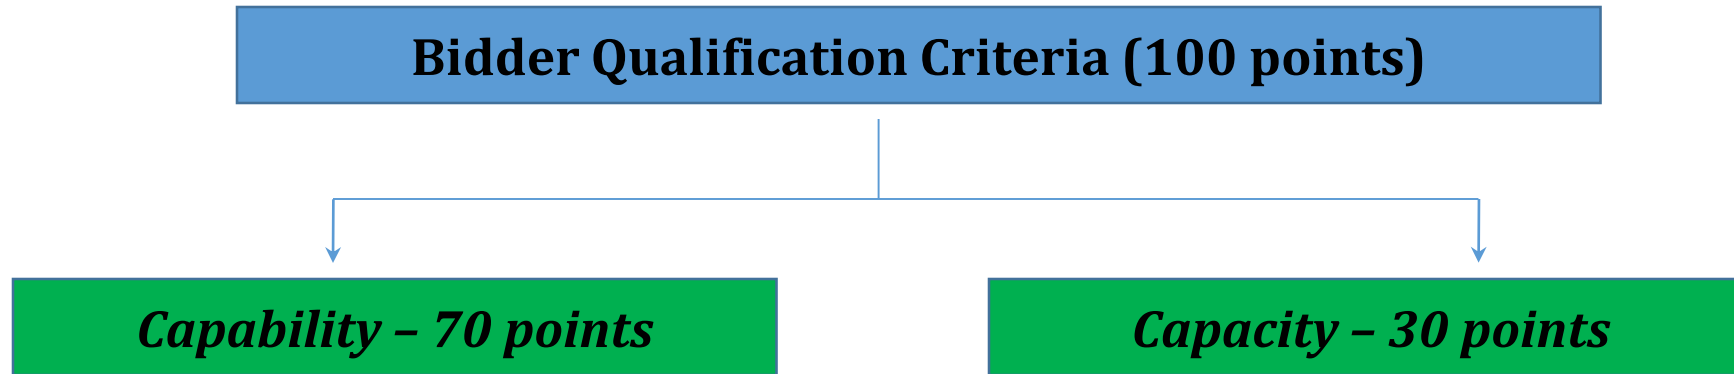 Bidder Qualification Criteria (100 points)
Capability – 70 points
Capacity – 30 points